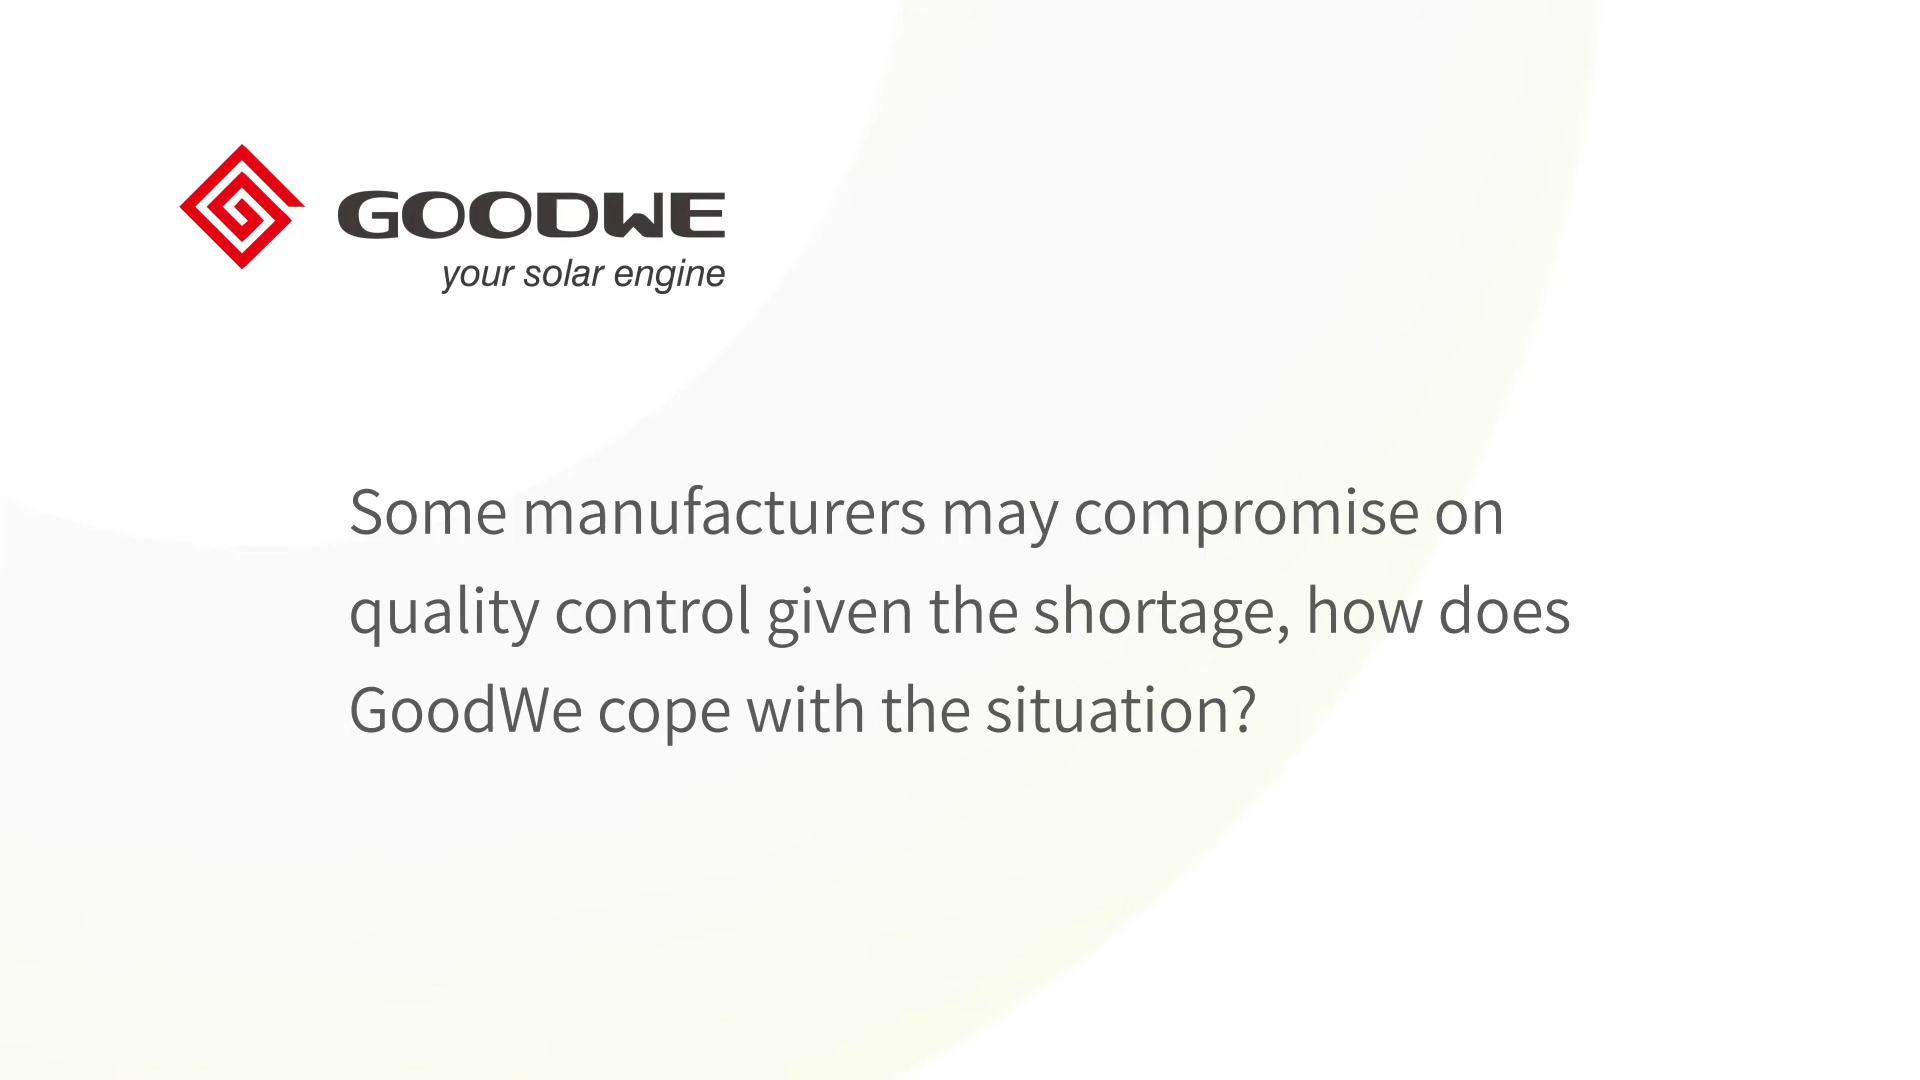 GOODWE
your solar engine
Some manufacturers may compromise on
quality control given the shortage, how does
GoodWe cope with the situation?